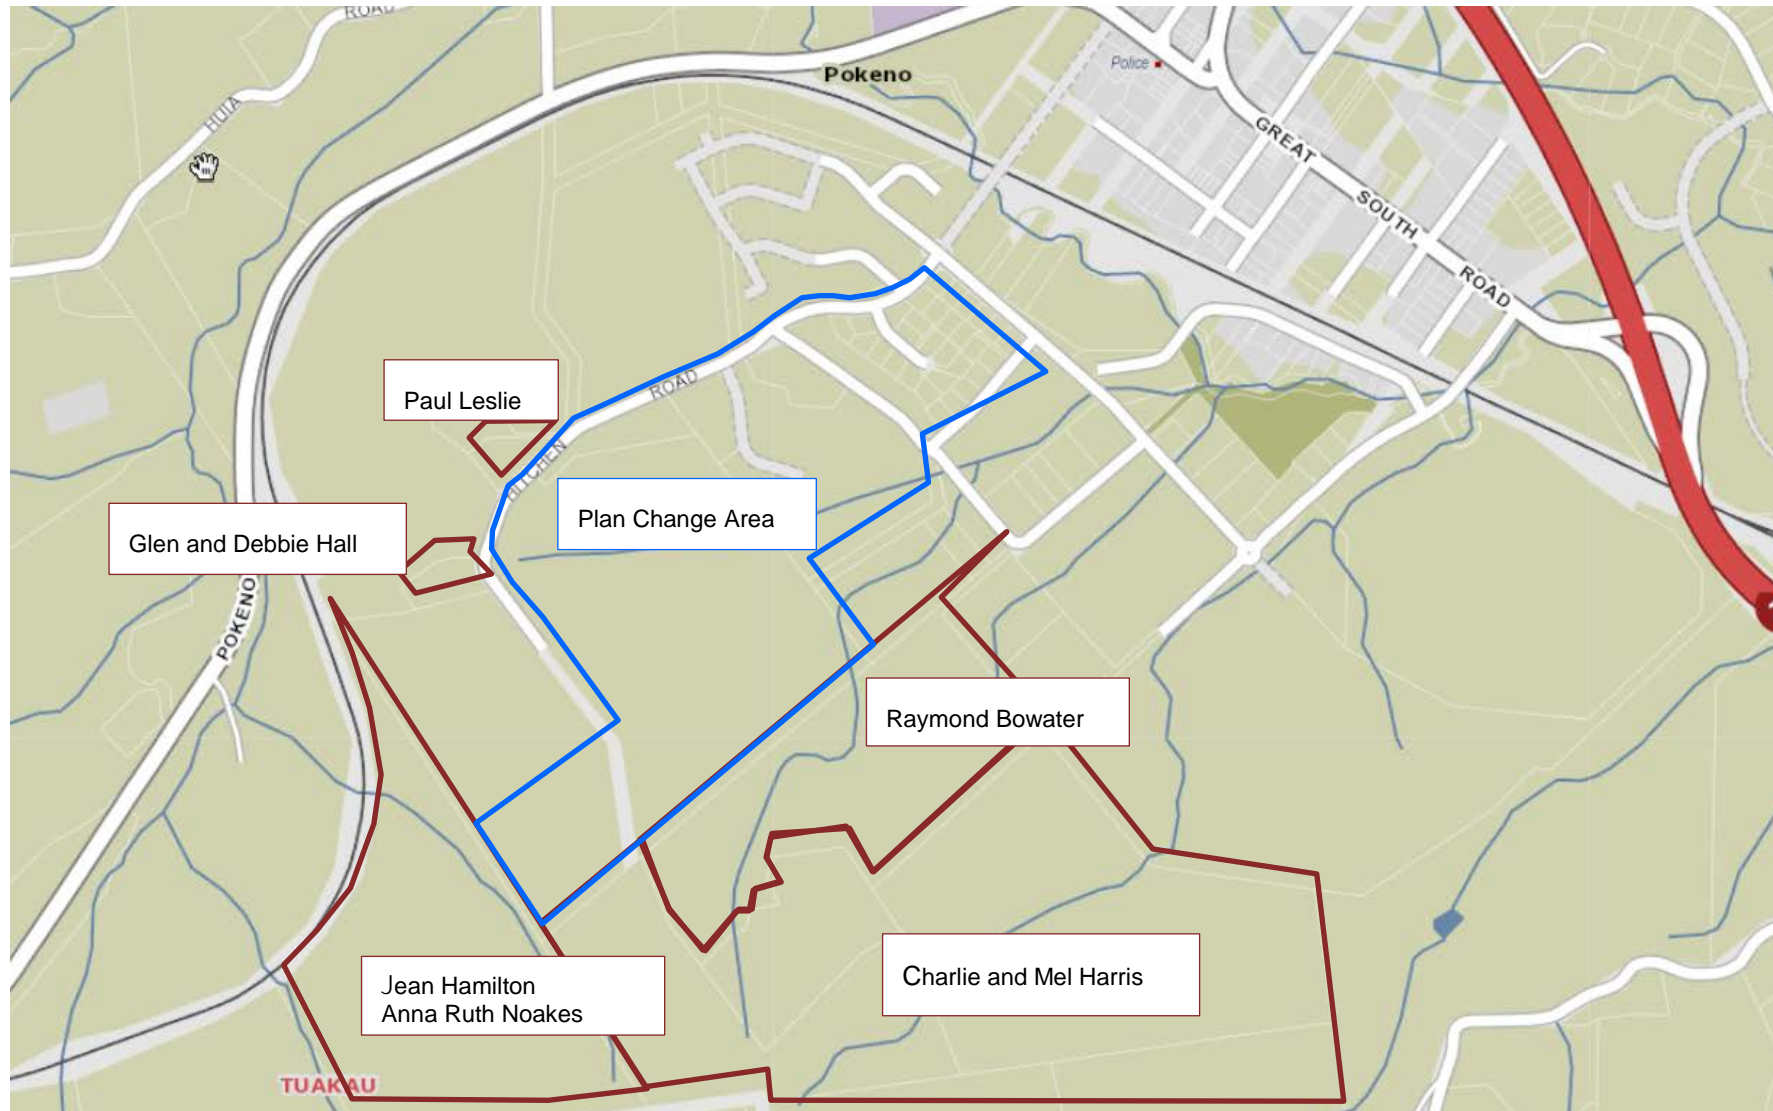 ROAD
Pokeno
Police
HUIA
GREAT
SOUTH
ROAD
ROAD
Paul Leslie
HITCHEN
Plan Change Area
Glen and Debbie Hall
POKENO
Raymond Bowater
Charlie and Mel Harris
Jean Hamilton
Anna Ruth Noakes
TUAKAU